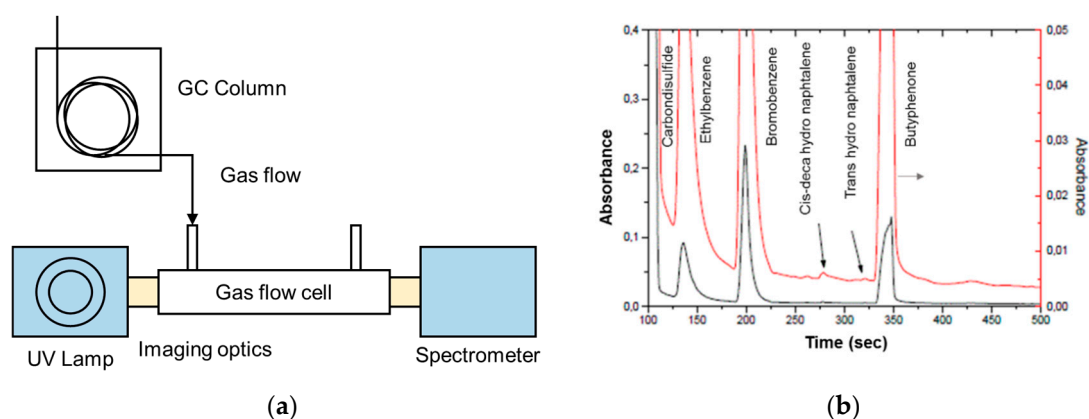 GC Column
Gas flow
Gas flow cell
UV Lamp
Imaging optics
Spectrometer
(a)
Absorbance
0,4
0,3
0,2
0,1
0,0
Carbondisulfide
Ethylbenzene
Bromobenzene
Cis-deca hydro naphtalene
Trans hydro naphtalene
Butyphenone
0,05
0,04
0,03
0,02
0,01
0,00
Absorbance
100 150 200 250 300 350 400 450 500
Time (sec)
(b)